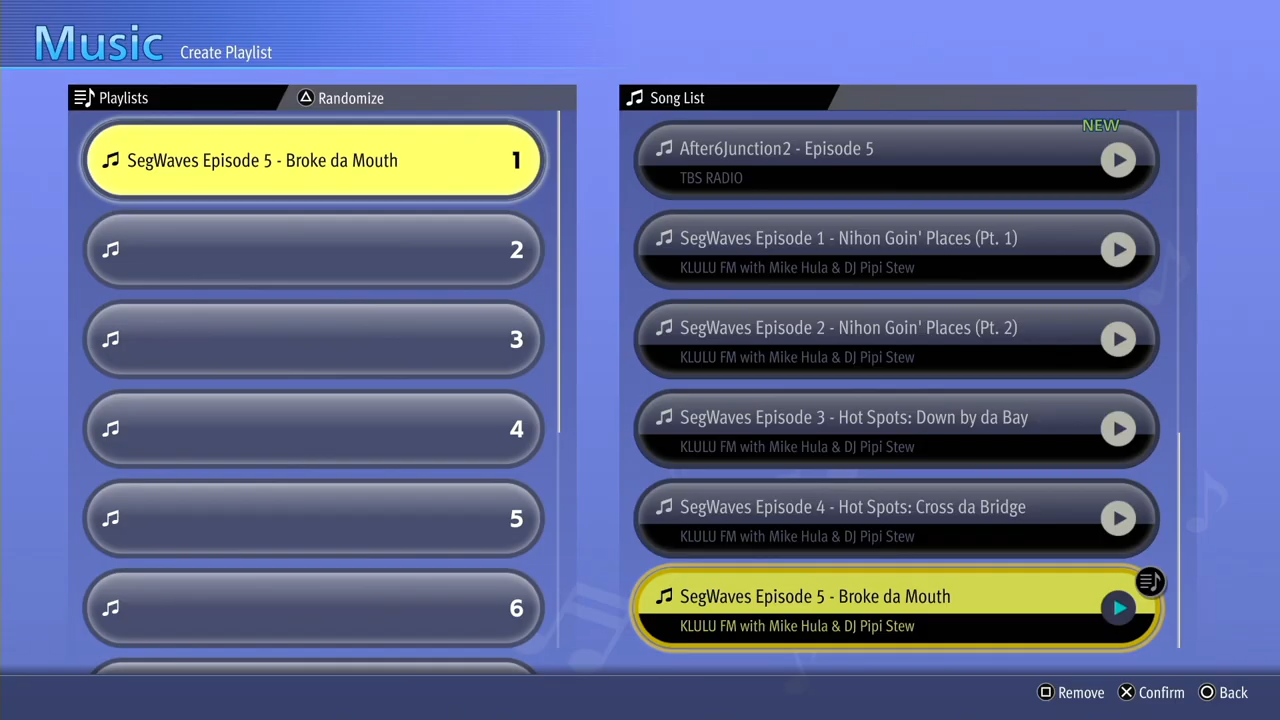 Music Create Playlist
Playlists
Randomize
SegWaves Episode 5 - Broke da Mouth 1
2
3
4
5
6
Song List
NEW
After6Junction2 - Episode 5
TBS RADIO
SegWaves Episode 1 - Nihon Goin' Places (Pt. 1)
KLULU FM with Mike Hula & DJ Pipi Stew
SegWaves Episode 2 - Nihon Goin' Places (Pt. 2)
KLULU FM with Mike Hula & DJ Pipi Stew
SegWaves Episode 3 - Hot Spots: Down by da Bay
KLULU FM with Mike Hula & DJ Pipi Stew
SegWaves Episode 4 - Hot Spots: Cross da Bridge
KLULU FM with Mike Hula & DJ Pipi Stew
SegWaves Episode 5 - Broke da Mouth
KLULU FM with Mike Hula & DJ Pipi Stew
Remove Confirm Back